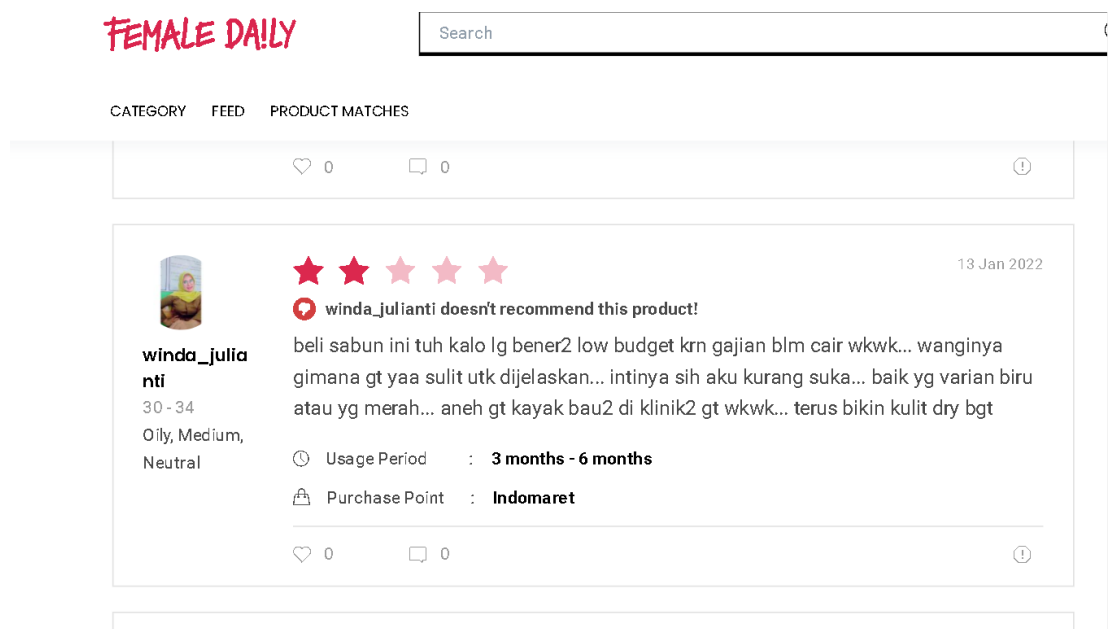 FEMALE DA!LY
Search
CATEGORY FEED PRODUCT MATCHES
0 0
13 Jan 2022
winda_julianti doesn't recommend this product!
winda_julia
nti
30 - 34
Oily, Medium,
Neutral
beli sabun ini tuh kalo lg bener2 low budget krn gajian blm cair wkwk... wanginya
gimana gt yaa sulit utk dijelaskan... intinya sih aku kurang suka... baik yg varian biru
atau yg merah... aneh gt kayak bau2 di klinik2 gt wkwk... terus bikin kulit dry bgt
Usage Period : 3 months - 6 months
Purchase Point : Indomaret
0 0